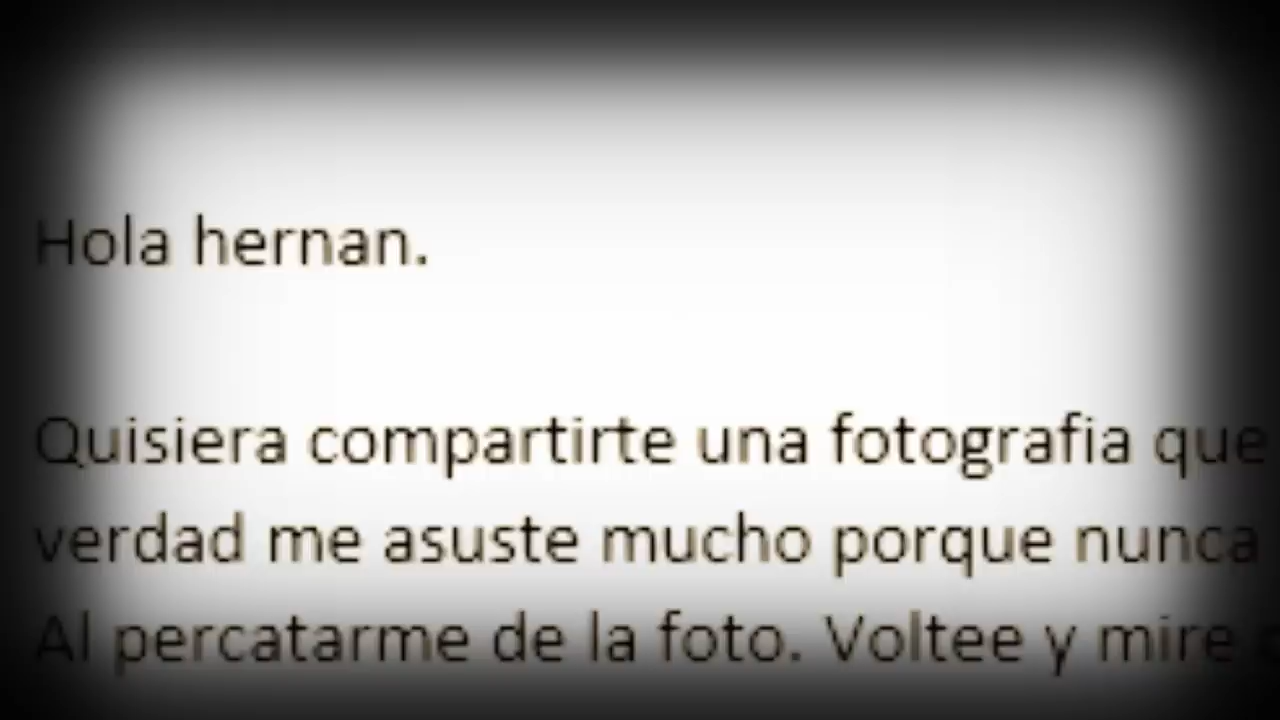 Hola hernan.
Quisiera compartirte una fotografia que
verdad me asuste mucho porque nunca
Al percatarme de la foto. Voltee y mire